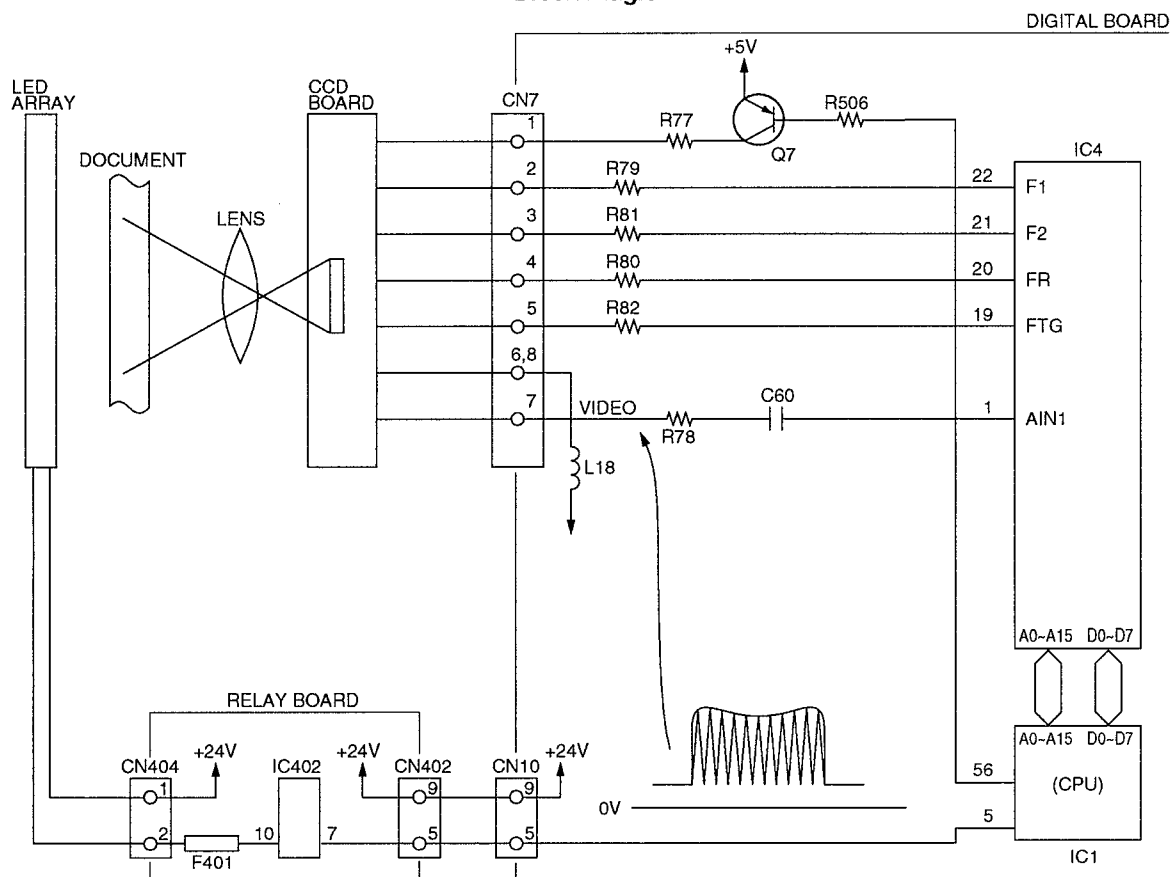 DIGITAL BOARD
+5V
LED
ARRAY
CCD
BOARD
CN7
R77
Q7
R506
IC4
DOCUMENT
LENS
1
2
3
4
5
6,8
7
R79
R81
R80
R82
VIDEO
R78
C60
L18
22 F1
21 F2
20 FR
19 FTG
1 AIN1
A0~A15 D0~D7
RELAY BOARD
CN404
+24V
IC402
+24V
CN402
CN10
+24V
1
9
9
2
F401
10
7
5
5
0V
A0~A15 D0~D7
56
(CPU)
5
IC1